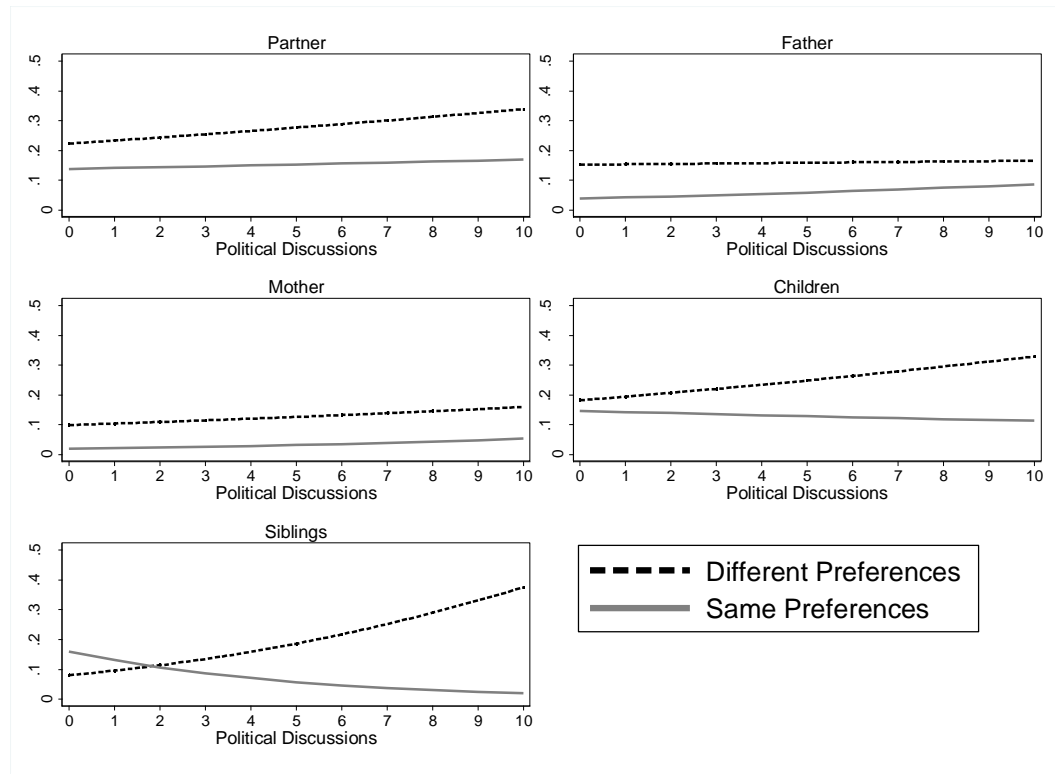 Partner
.5
.4
.3
.2
.1
0
0 1 2 3 4 5 6 7 8 9 10
Political Discussions
Father
.5
.4
.3
.2
.1
0
0 1 2 3 4 5 6 7 8 9 10
Political Discussions
Mother
.5
.4
.3
.2
.1
0
0 1 2 3 4 5 6 7 8 9 10
Political Discussions
Children
.5
.4
.3
.2
.1
0
0 1 2 3 4 5 6 7 8 9 10
Political Discussions
Siblings
.5
.4
.3
.2
.1
0
0 1 2 3 4 5 6 7 8 9 10
Political Discussions
Different Preferences
Same Preferences